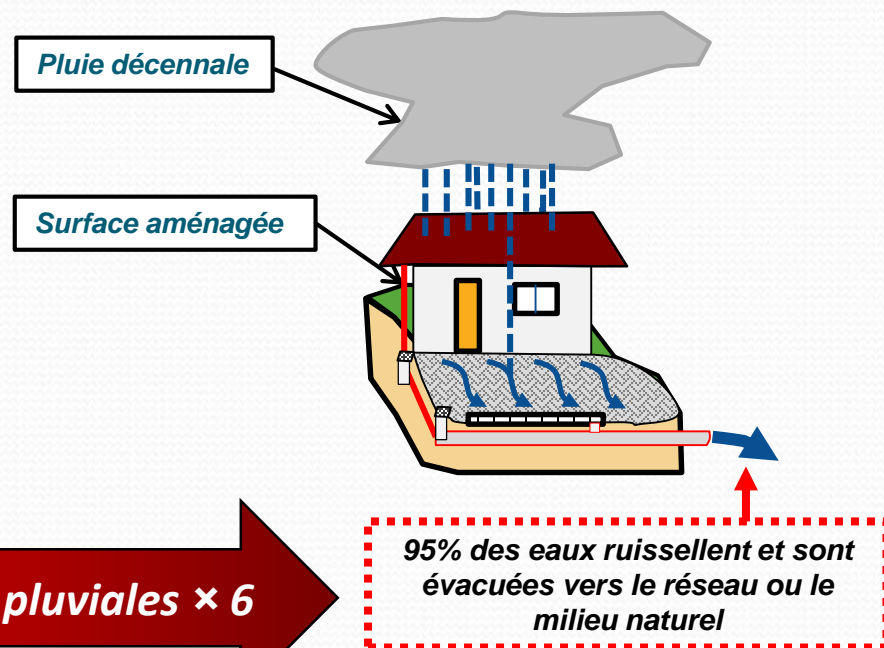 Pluie décennale
Surface aménagée
pluviales × 6
95% des eaux ruissellent et sont
évacuées vers le réseau ou le
milieu naturel